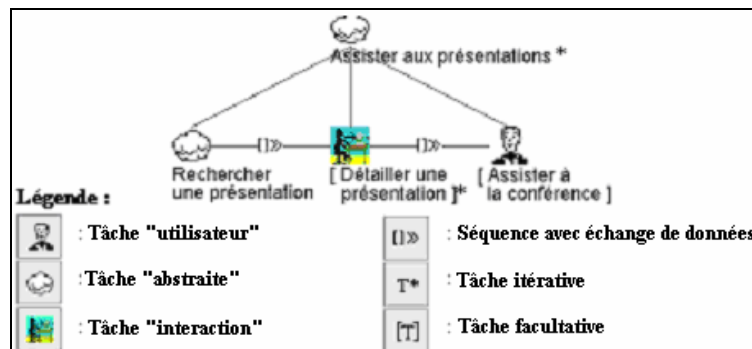 Assister aux présentations *
[]» []»
Rechercher une présentation
[ Détailler une présentation ]*
[ Assister à la conférence ]
Légende :
: Tâche "utilisateur"
: Tâche "abstraite"
: Tâche "interaction"
[]» : Séquence avec échange de données
T* : Tâche itérative
[T] : Tâche facultative